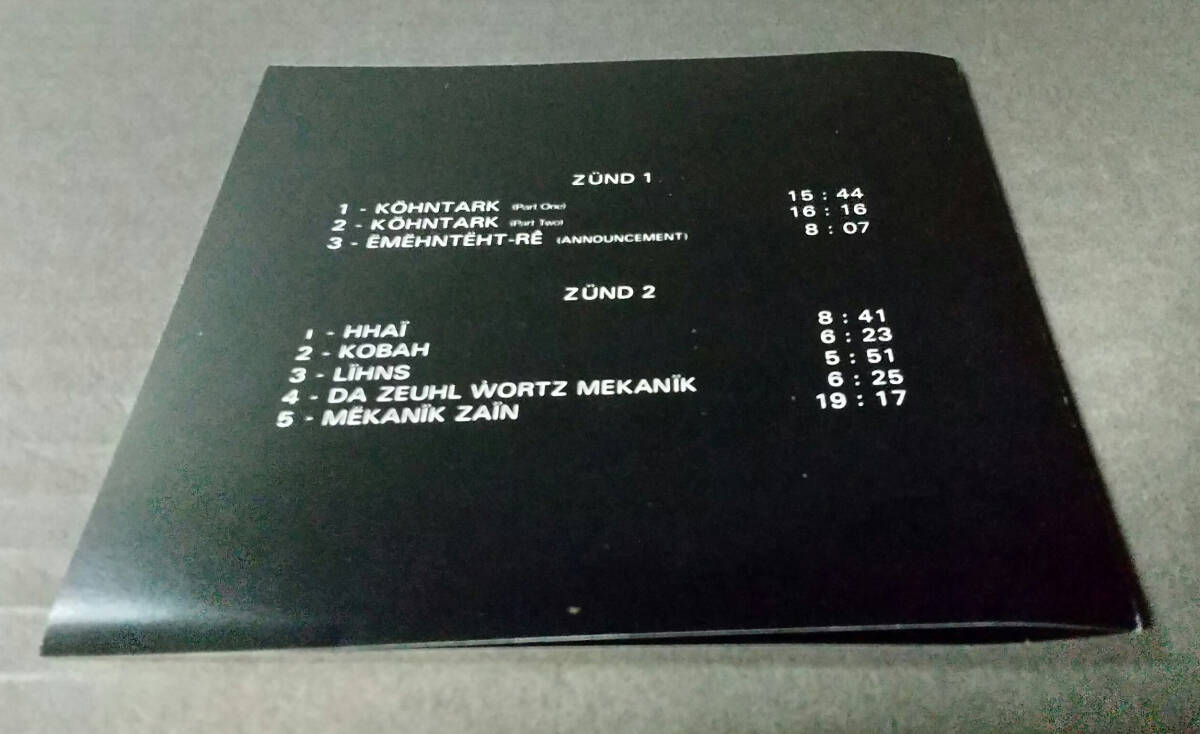 ZÜND 1
1 - KÖHNTARK (Part One) 15 : 44
2 - KÖHNTARK (Part Two) 16 : 16
3 - ËMËHNTËHT-RÊ (ANNOUNCEMENT) 8 : 07
ZÜND 2
1 - HHAÏ 8 : 41
2 - KOBAH 6 : 23
3 - LÏHNS 5 : 51
4 - DA ZEUHL ẆORTZ MEKANÏK 6 : 25
5 - MËKANÏK ZAÏN 19 : 17